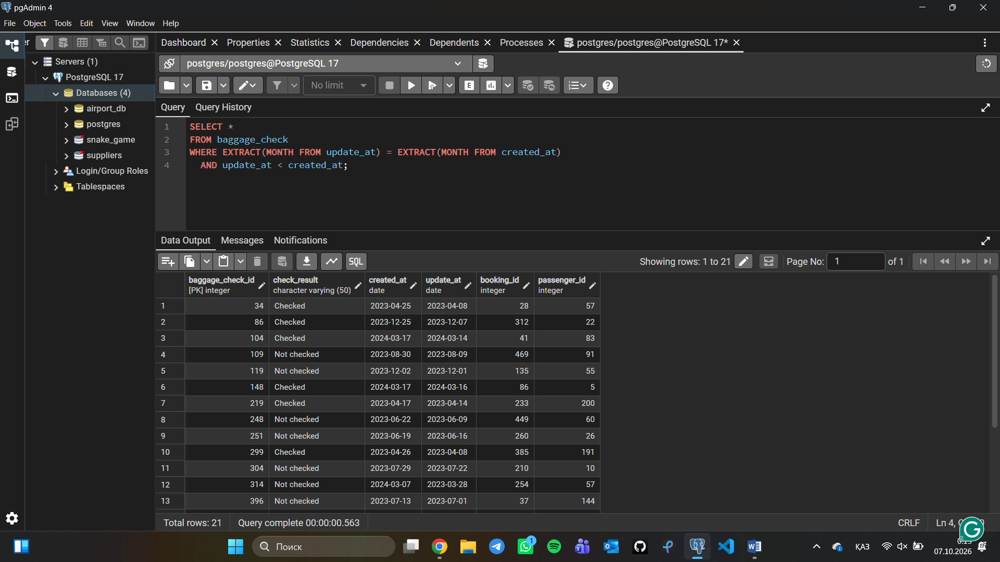 pgAdmin 4
File Object Tools Edit View Window Help
Dashboard Properties Statistics Dependencies Dependents Processes postgres/postgres@PostgreSQL 17*
Servers (1)
PostgreSQL 17
Databases (4)
airport_db
postgres
snake_game
suppliers
Login/Group Roles
Tablespaces
postgres/postgres@PostgreSQL 17
No limit
E
Query Query History
1 SELECT *
2 FROM baggage_check
3 WHERE EXTRACT(MONTH FROM update_at) = EXTRACT(MONTH FROM created_at)
4 AND update_at < created_at;
Data Output Messages Notifications
SQL
Showing rows: 1 to 21
Page No: 1 of 1
baggage_check_id check_result created_at update_at booking_id passenger_id
[PK] integer character varying (50) date date integer integer
1 34 Checked 2023-04-25 2023-04-08 28 57
2 86 Checked 2023-12-25 2023-12-07 312 22
3 104 Checked 2024-03-17 2024-03-14 41 83
4 109 Not checked 2023-08-30 2023-08-09 469 91
5 119 Not checked 2023-12-02 2023-12-01 135 55
6 148 Checked 2024-03-17 2024-03-16 86 5
7 219 Checked 2023-04-17 2023-04-14 233 200
8 248 Not checked 2023-06-22 2023-06-09 449 60
9 251 Not checked 2023-06-19 2023-06-16 260 26
10 299 Checked 2023-04-26 2023-04-08 385 191
11 304 Not checked 2023-07-29 2023-07-22 210 10
12 314 Not checked 2024-03-07 2023-03-28 254 57
13 396 Not checked 2023-07-13 2023-07-01 37 144
Total rows: 21 Query complete 00:00:00.563
CRLF Ln 4,
Поиск
1
ҚАЗ
07.10.2026